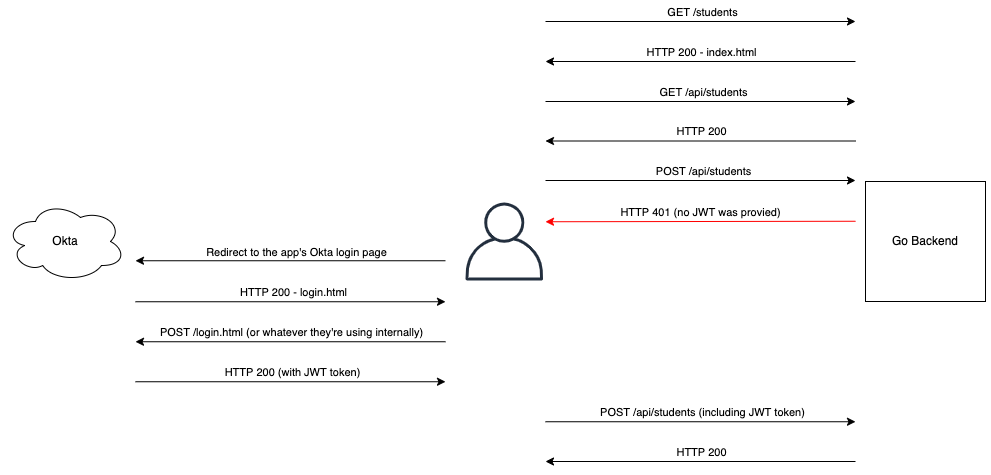 GET /students
HTTP 200 - index.html
GET /api/students
HTTP 200
POST /api/students
HTTP 401 (no JWT was provied)
Okta
Go Backend
Redirect to the app's Okta login page
HTTP 200 - login.html
POST /login.html (or whatever they're using internally)
HTTP 200 (with JWT token)
POST /api/students (including JWT token)
HTTP 200